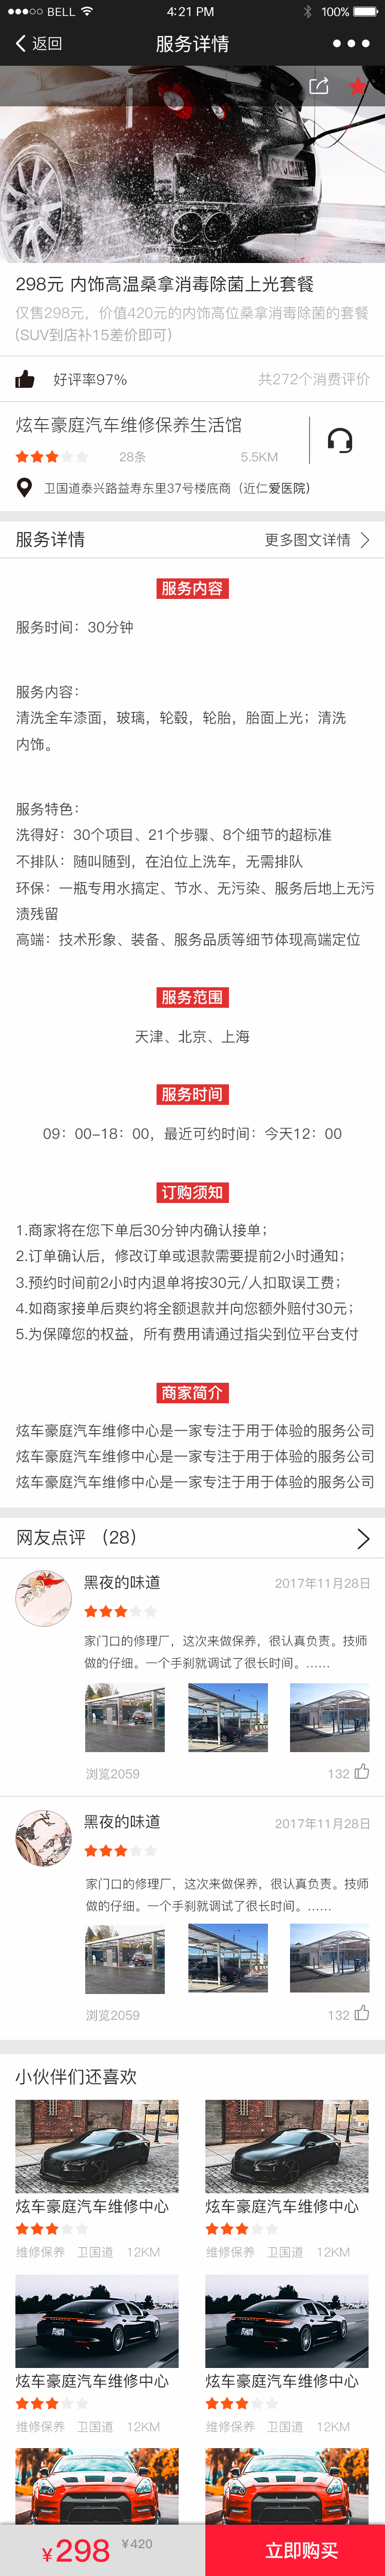 BELL
4:21 PM
100%
返回
服务详情
298元 内饰高温桑拿消毒除菌上光套餐
仅售298元，价值420元的内饰高位桑拿消毒除菌的套餐
(SUV到店补15差价即可)
好评率97%
共272个消费评价
炫车豪庭汽车维修保养生活馆
28条
5.5KM
卫国道泰兴路益寿东里37号楼底商（近仁爱医院）
服务详情
更多图文详情
服务内容
服务时间：30分钟
服务内容：
清洗全车漆面，玻璃，轮毂，轮胎，胎面上光；清洗
内饰。
服务特色：
洗得好：30个项目、21个步骤、8个细节的超标准
不排队：随叫随到，在泊位上洗车，无需排队
环保：一瓶专用水搞定、节水、无污染、服务后地上无污
渍残留
高端：技术形象、装备、服务品质等细节体现高端定位
服务范围
天津、北京、上海
服务时间
09：00-18：00，最近可约时间：今天12：00
订购须知
1.商家将在您下单后30分钟内确认接单；
2.订单确认后，修改订单或退款需要提前2小时通知；
3.预约时间前2小时内退单将按30元/人扣取误工费；
4.如商家接单后爽约将全额退款并向您额外赔付30元；
5.为保障您的权益，所有费用请通过指尖到位平台支付
商家简介
炫车豪庭汽车维修中心是一家专注于用于体验的服务公司
炫车豪庭汽车维修中心是一家专注于用于体验的服务公司
炫车豪庭汽车维修中心是一家专注于用于体验的服务公司
网友点评 （28）
黑夜的味道
2017年11月28日
家门口的修理厂，这次来做保养，很认真负责。技师
做的仔细。一个手刹就调试了很长时间。......
浏览2059
132
黑夜的味道
2017年11月28日
家门口的修理厂，这次来做保养，很认真负责。技师
做的仔细。一个手刹就调试了很长时间。......
浏览2059
132
小伙伴们还喜欢
炫车豪庭汽车维修中心
炫车豪庭汽车维修中心
维修保养 卫国道 12KM
维修保养 卫国道 12KM
炫车豪庭汽车维修中心
炫车豪庭汽车维修中心
维修保养 卫国道 12KM
维修保养 卫国道 12KM
¥298
¥420
立即购买